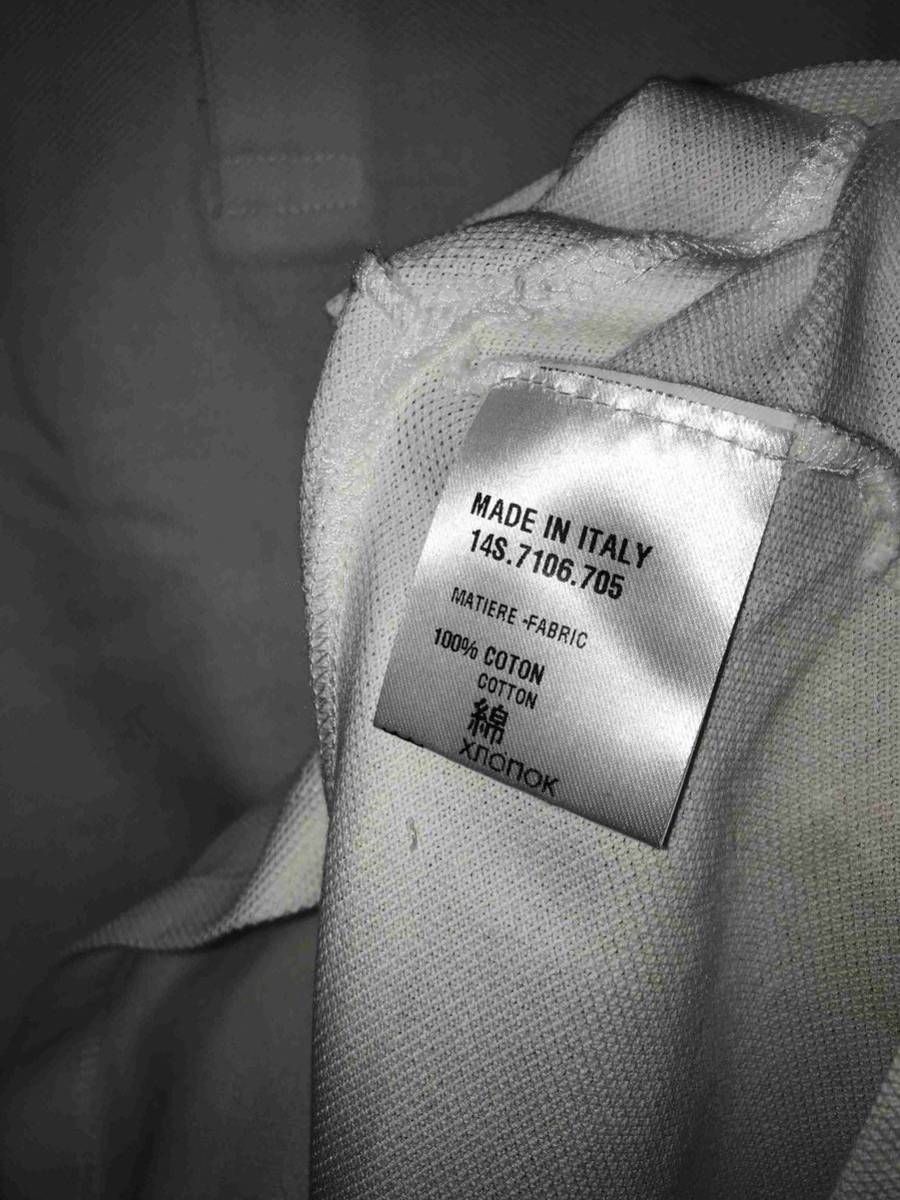 MADE IN ITALY
14S.7106.705
MATIERE-FABRIC
100% COTON
COTTON
綿
ХЛОПОК